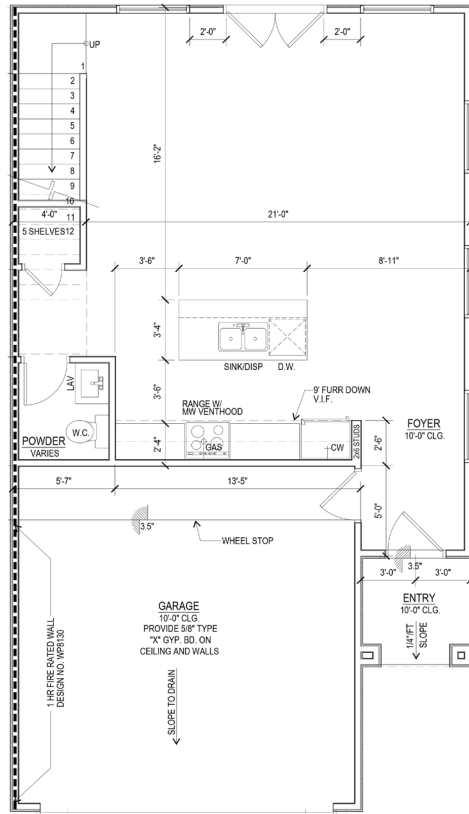 2'-0"
2'-0"
UP
1
2
3
4
5
6
7
8
9
10
11
16'-2"
4'-0"
21'-0"
5 SHELVES12
3'-6"
7'-0"
8'-11"
3'-4"
SINK/DISP
D.W.
3'-6"
LAV
RANGE W/
MW VENTHOOD
9' FURR DOWN
V.I.F.
W.C.
POWDER
VARIES
2'-4"
GAS
CW
2x6 STUDS
2'-6"
FOYER
10'-0" CLG.
5'-7"
13'-5"
5'-0"
3.5"
WHEEL STOP
3.5"
3'-0"
3'-0"
ENTRY
10'-0" CLG.
1/4"/FT
SLOPE
GARAGE
10'-0" CLG.
PROVIDE 5/8" TYPE
"X" GYP. BD. ON
CEILING AND WALLS
1 HR FIRE RATED WALL
DESIGN NO. WP8130
SLOPE TO DRAIN